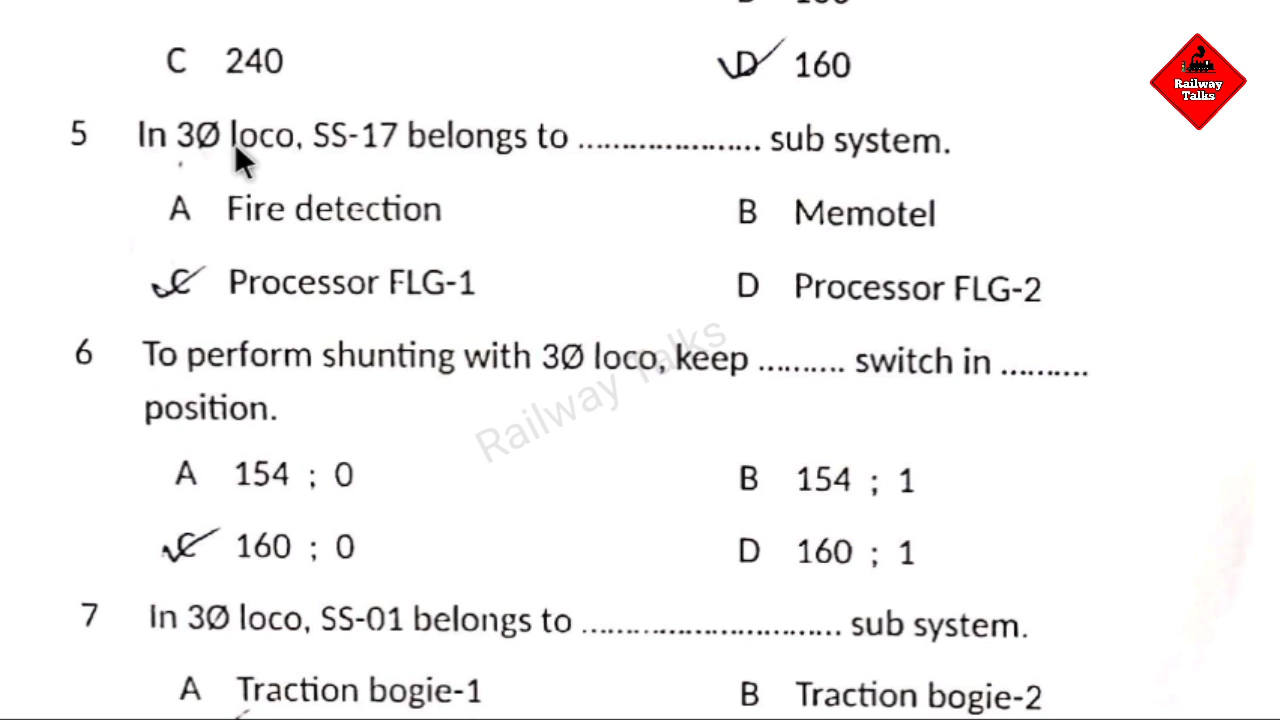 C 240 D 160
Railway
Talks
5 In 3Ø loco, SS-17 belongs to ..................... sub system.
A Fire detection B Memotel
C Processor FLG-1 D Processor FLG-2
6 To perform shunting with 3Ø loco, keep .......... switch in ..........
position.
Railway Talks
A 154 ; 0 B 154 ; 1
C 160 ; 0 D 160 ; 1
7 In 3Ø loco, SS-01 belongs to .............................. sub system.
A Traction bogie-1 B Traction bogie-2